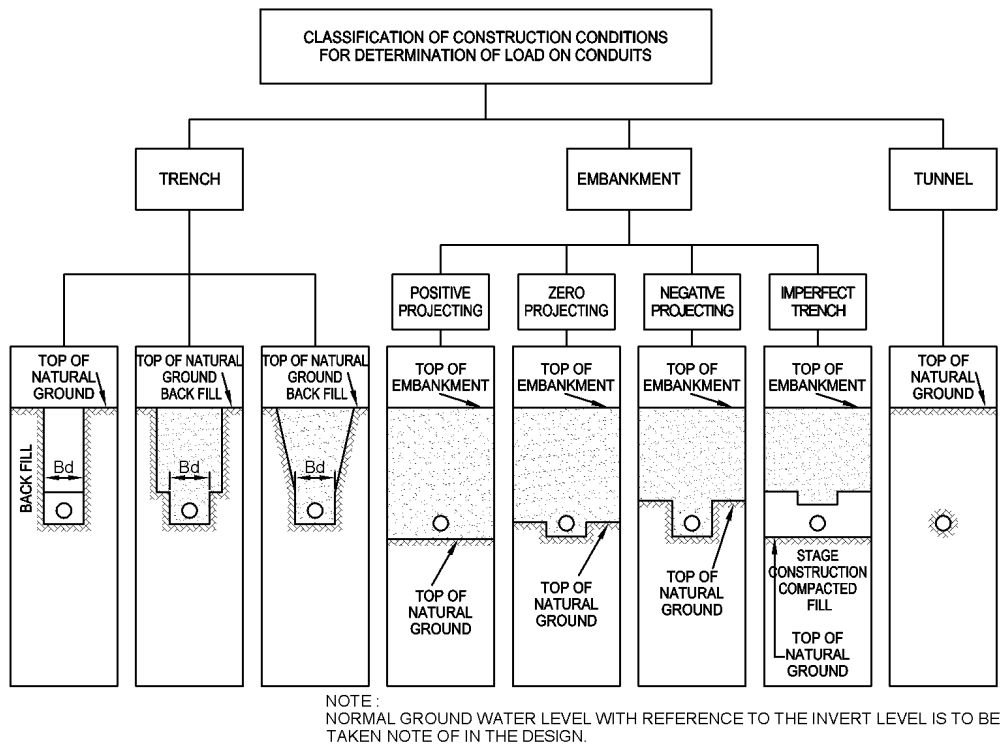 CLASSIFICATION OF CONSTRUCTION CONDITIONS
FOR DETERMINATION OF LOAD ON CONDUITS
TRENCH
EMBANKMENT
TUNNEL
POSITIVE
PROJECTING
ZERO
PROJECTING
NEGATIVE
PROJECTING
IMPERFECT
TRENCH
TOP OF
NATURAL
GROUND
BACK FILL
Bd
TOP OF NATURAL
GROUND
BACK FILL
Bd
TOP OF NATURAL
GROUND
BACK FILL
Bd
TOP OF
EMBANKMENT
TOP OF
NATURAL
GROUND
TOP OF
EMBANKMENT
TOP OF
NATURAL
GROUND
TOP OF
EMBANKMENT
TOP OF
NATURAL
GROUND
TOP OF
EMBANKMENT
STAGE
CONSTRUCTION
COMPACTED
FILL
TOP OF
NATURAL
GROUND
TOP OF
NATURAL
GROUND
NOTE :
NORMAL GROUND WATER LEVEL WITH REFERENCE TO THE INVERT LEVEL IS TO BE
TAKEN NOTE OF IN THE DESIGN.